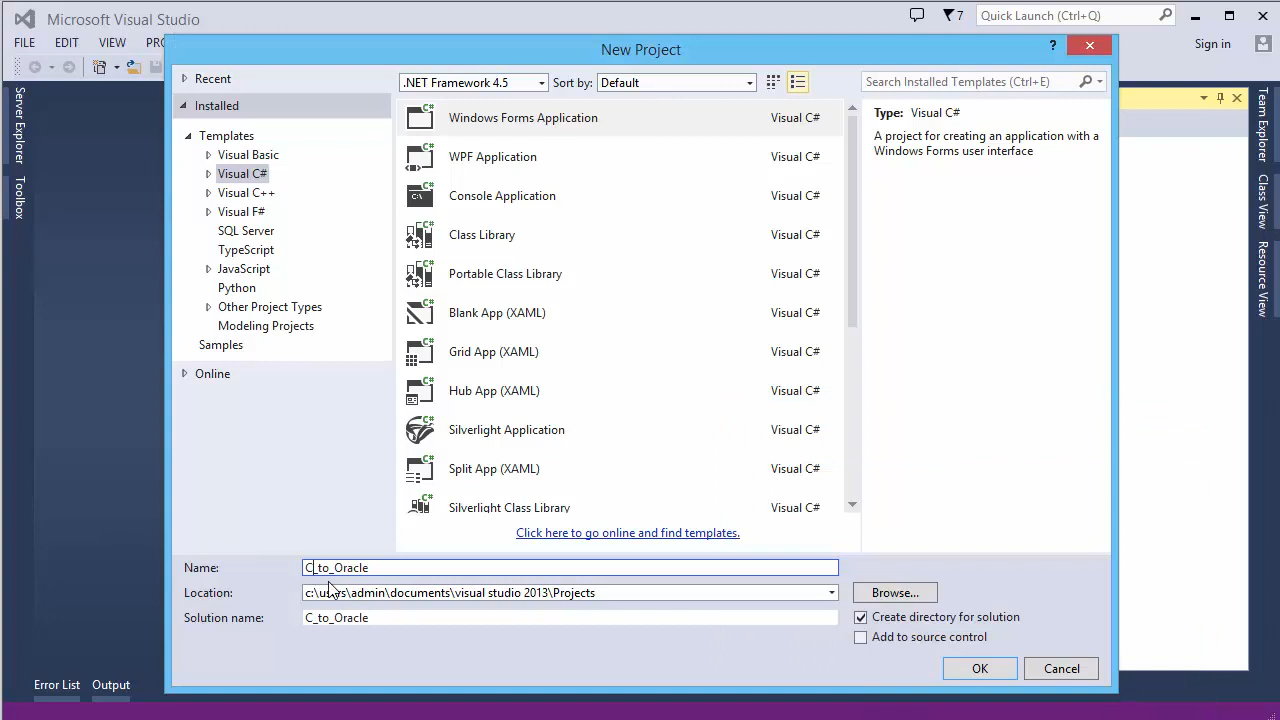 Microsoft Visual Studio
7
Quick Launch (Ctrl+Q)
FILE
EDIT
VIEW
PR
Sign in
New Project
?
Recent
.NET Framework 4.5
Sort by:
Default
Search Installed Templates (Ctrl+E)
Installed
Templates
Visual Basic
Visual C#
Visual C++
Visual F#
SQL Server
TypeScript
JavaScript
Python
Other Project Types
Modeling Projects
Samples
Online
C#
Windows Forms Application
Visual C#
C#
WPF Application
Visual C#
C#
C:\
Console Application
Visual C#
C#
Class Library
Visual C#
C#
Portable Class Library
Visual C#
C#
Blank App (XAML)
Visual C#
C#
Grid App (XAML)
Visual C#
C#
Hub App (XAML)
Visual C#
C#
Silverlight Application
Visual C#
C#
Split App (XAML)
Visual C#
C#
Silverlight Class Library
Visual C#
Click here to go online and find templates.
Type: Visual C#
A project for creating an application with a
Windows Forms user interface
Name:
C_to_Oracle
Location:
c:\users\admin\documents\visual studio 2013\Projects
Browse...
Solution name:
C_to_Oracle
Create directory for solution
Add to source control
OK
Cancel
Server Explorer
Toolbox
Team Explorer
Class View
Resource View
Error List
Output